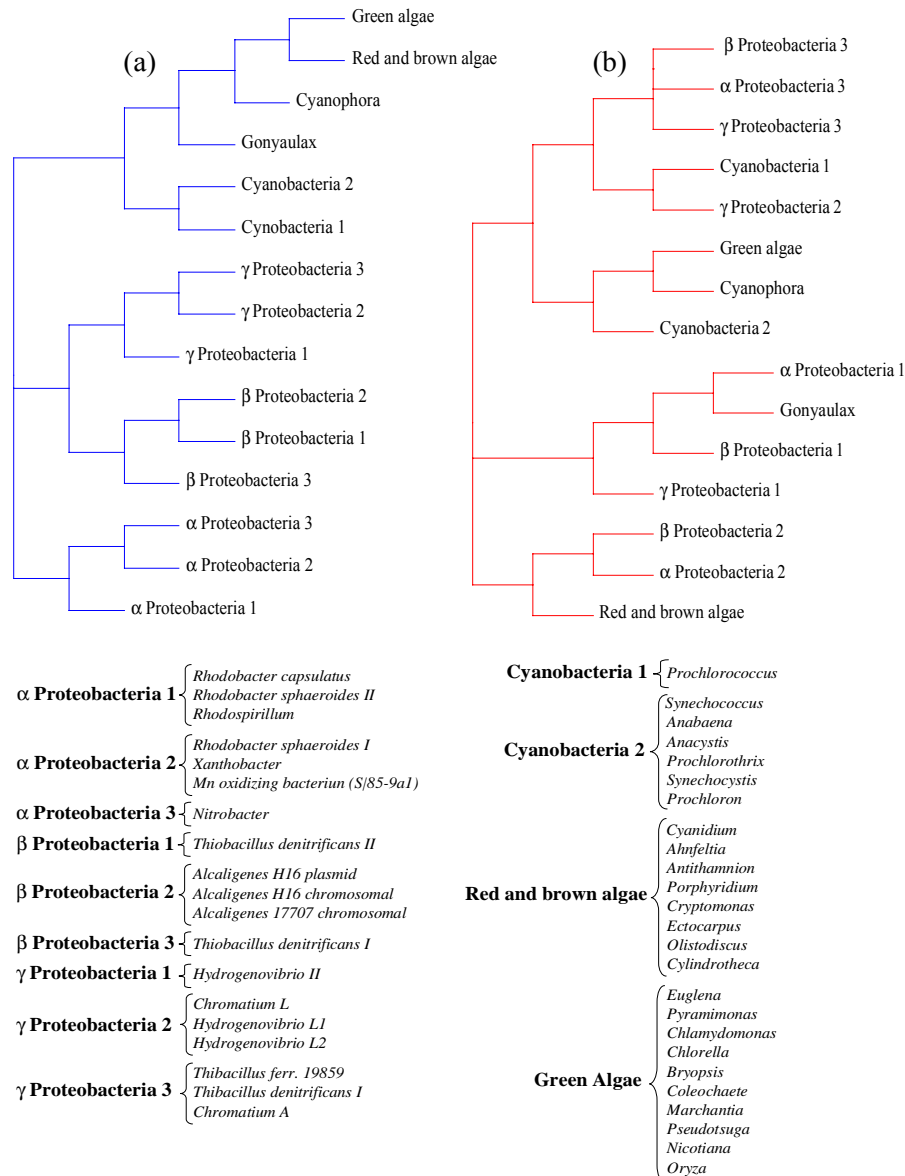 (a)
Green algae
Red and brown algae
Cyanophora
Gonyaulax
Cyanobacteria 2
Cynobacteria 1
γ Proteobacteria 3
γ Proteobacteria 2
γ Proteobacteria 1
β Proteobacteria 2
β Proteobacteria 1
β Proteobacteria 3
α Proteobacteria 3
α Proteobacteria 2
α Proteobacteria 1
(b)
β Proteobacteria 3
α Proteobacteria 3
γ Proteobacteria 3
Cyanobacteria 1
γ Proteobacteria 2
Green algae
Cyanophora
Cyanobacteria 2
α Proteobacteria 1
Gonyaulax
β Proteobacteria 1
γ Proteobacteria 1
β Proteobacteria 2
α Proteobacteria 2
Red and brown algae
α Proteobacteria 1
Rhodobacter capsulatus
Rhodobacter sphaeroides II
Rhodospirillum
α Proteobacteria 2
Rhodobacter sphaeroides I
Xanthobacter
Mn oxidizing bacteriun (S|85-9a1)
α Proteobacteria 3
Nitrobacter
β Proteobacteria 1
Thiobacillus denitrificans II
β Proteobacteria 2
Alcaligenes H16 plasmid
Alcaligenes H16 chromosomal
Alcaligenes 17707 chromosomal
β Proteobacteria 3
Thiobacillus denitrificans I
γ Proteobacteria 1
Hydrogenovibrio II
γ Proteobacteria 2
Chromatium L
Hydrogenovibrio L1
Hydrogenovibrio L2
γ Proteobacteria 3
Thibacillus ferr. 19859
Thibacillus denitrificans I
Chromatium A
Cyanobacteria 1
Prochlorococcus
Cyanobacteria 2
Synechococcus
Anabaena
Anacystis
Prochlorothrix
Synechocystis
Prochloron
Red and brown algae
Cyanidium
Ahnfeltia
Antithamnion
Porphyridium
Cryptomonas
Ectocarpus
Olistodiscus
Cylindrotheca
Green Algae
Euglena
Pyramimonas
Chlamydomonas
Chlorella
Bryopsis
Coleochaete
Marchantia
Pseudotsuga
Nicotiana
Oryza